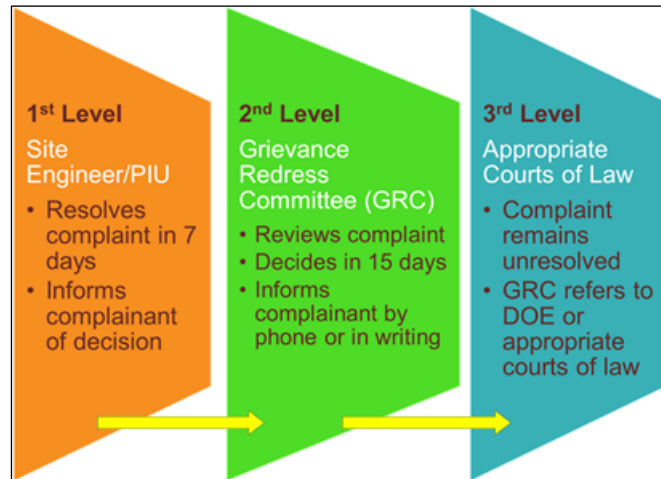 1st Level
Site
Engineer/PIU
• Resolves
complaint in 7
days
• Informs
complainant
of decision
2nd Level
Grievance
Redress
Committee (GRC)
• Reviews complaint
• Decides in 15 days
• Informs
complainant by
phone or in writing
3rd Level
Appropriate
Courts of Law
• Complaint
remains
unresolved
• GRC refers to
DOE or
appropriate
courts of law